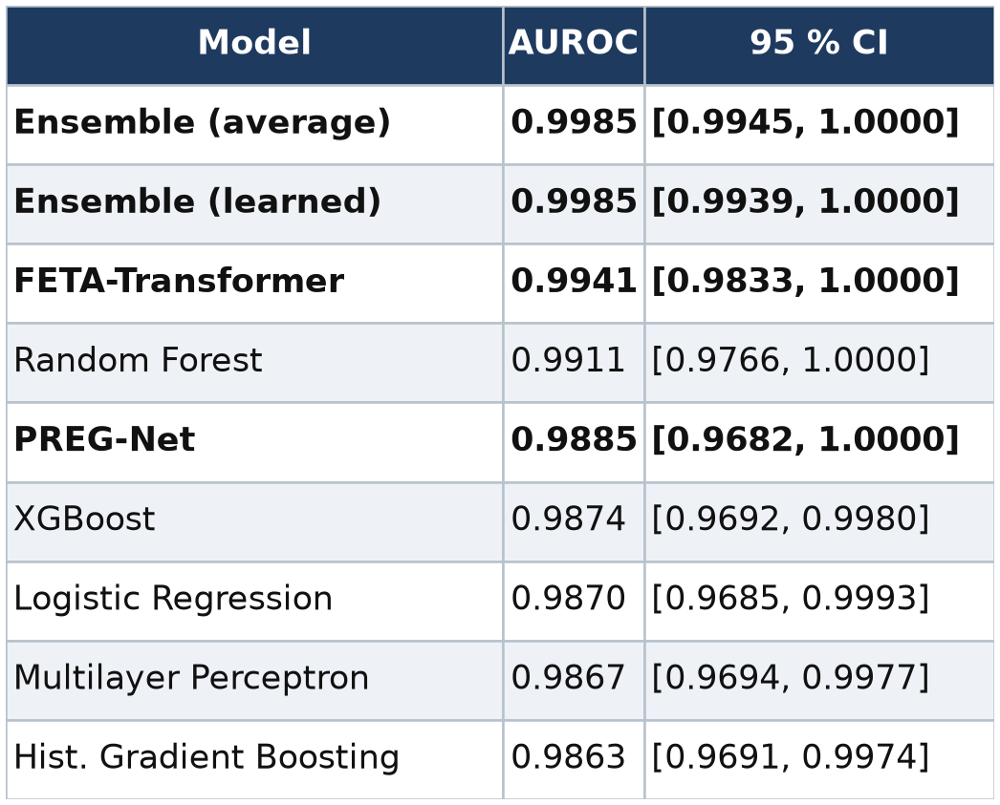 Model AUROC 95 % CI
Ensemble (average) 0.9985 [0.9945, 1.0000]
Ensemble (learned) 0.9985 [0.9939, 1.0000]
FETA-Transformer 0.9941 [0.9833, 1.0000]
Random Forest 0.9911 [0.9766, 1.0000]
PREG-Net 0.9885 [0.9682, 1.0000]
XGBoost 0.9874 [0.9692, 0.9980]
Logistic Regression 0.9870 [0.9685, 0.9993]
Multilayer Perceptron 0.9867 [0.9694, 0.9977]
Hist. Gradient Boosting 0.9863 [0.9691, 0.9974]